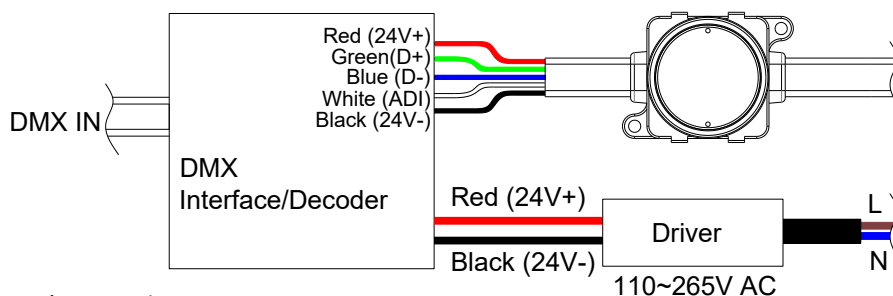 Red (24V+)
Green(D+)
Blue (D-)
White (ADI)
Black (24V-)
DMX IN
DMX
Interface/Decoder
Red (24V+)
Black (24V-)
Driver
L
N
110~265V AC